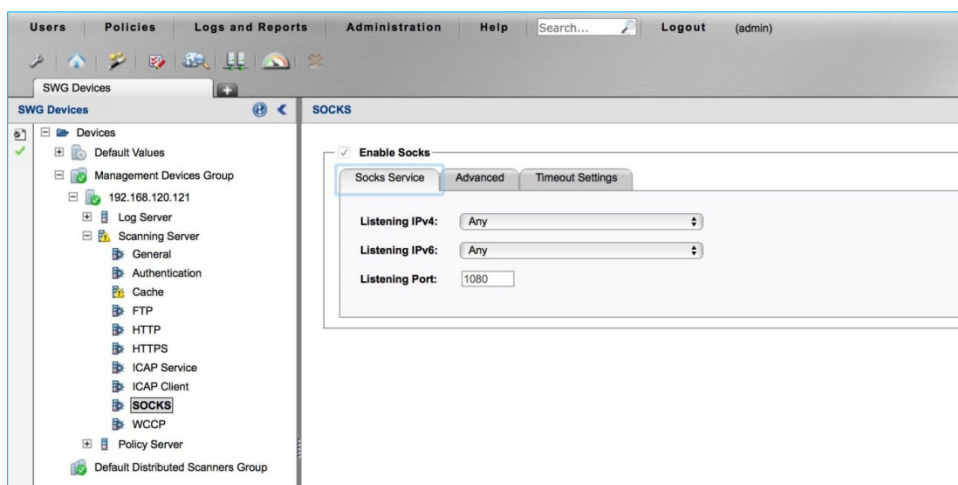 Users Policies Logs and Reports Administration Help Search... Logout (admin)
SWG Devices
SWG Devices
Devices
Default Values
Management Devices Group
192.168.120.121
Log Server
Scanning Server
General
Authentication
Cache
FTP
HTTP
HTTPS
ICAP Service
ICAP Client
SOCKS
WCCP
Policy Server
Default Distributed Scanners Group
SOCKS
Enable Socks
Socks Service Advanced Timeout Settings
Listening IPv4: Any
Listening IPv6: Any
Listening Port: 1080